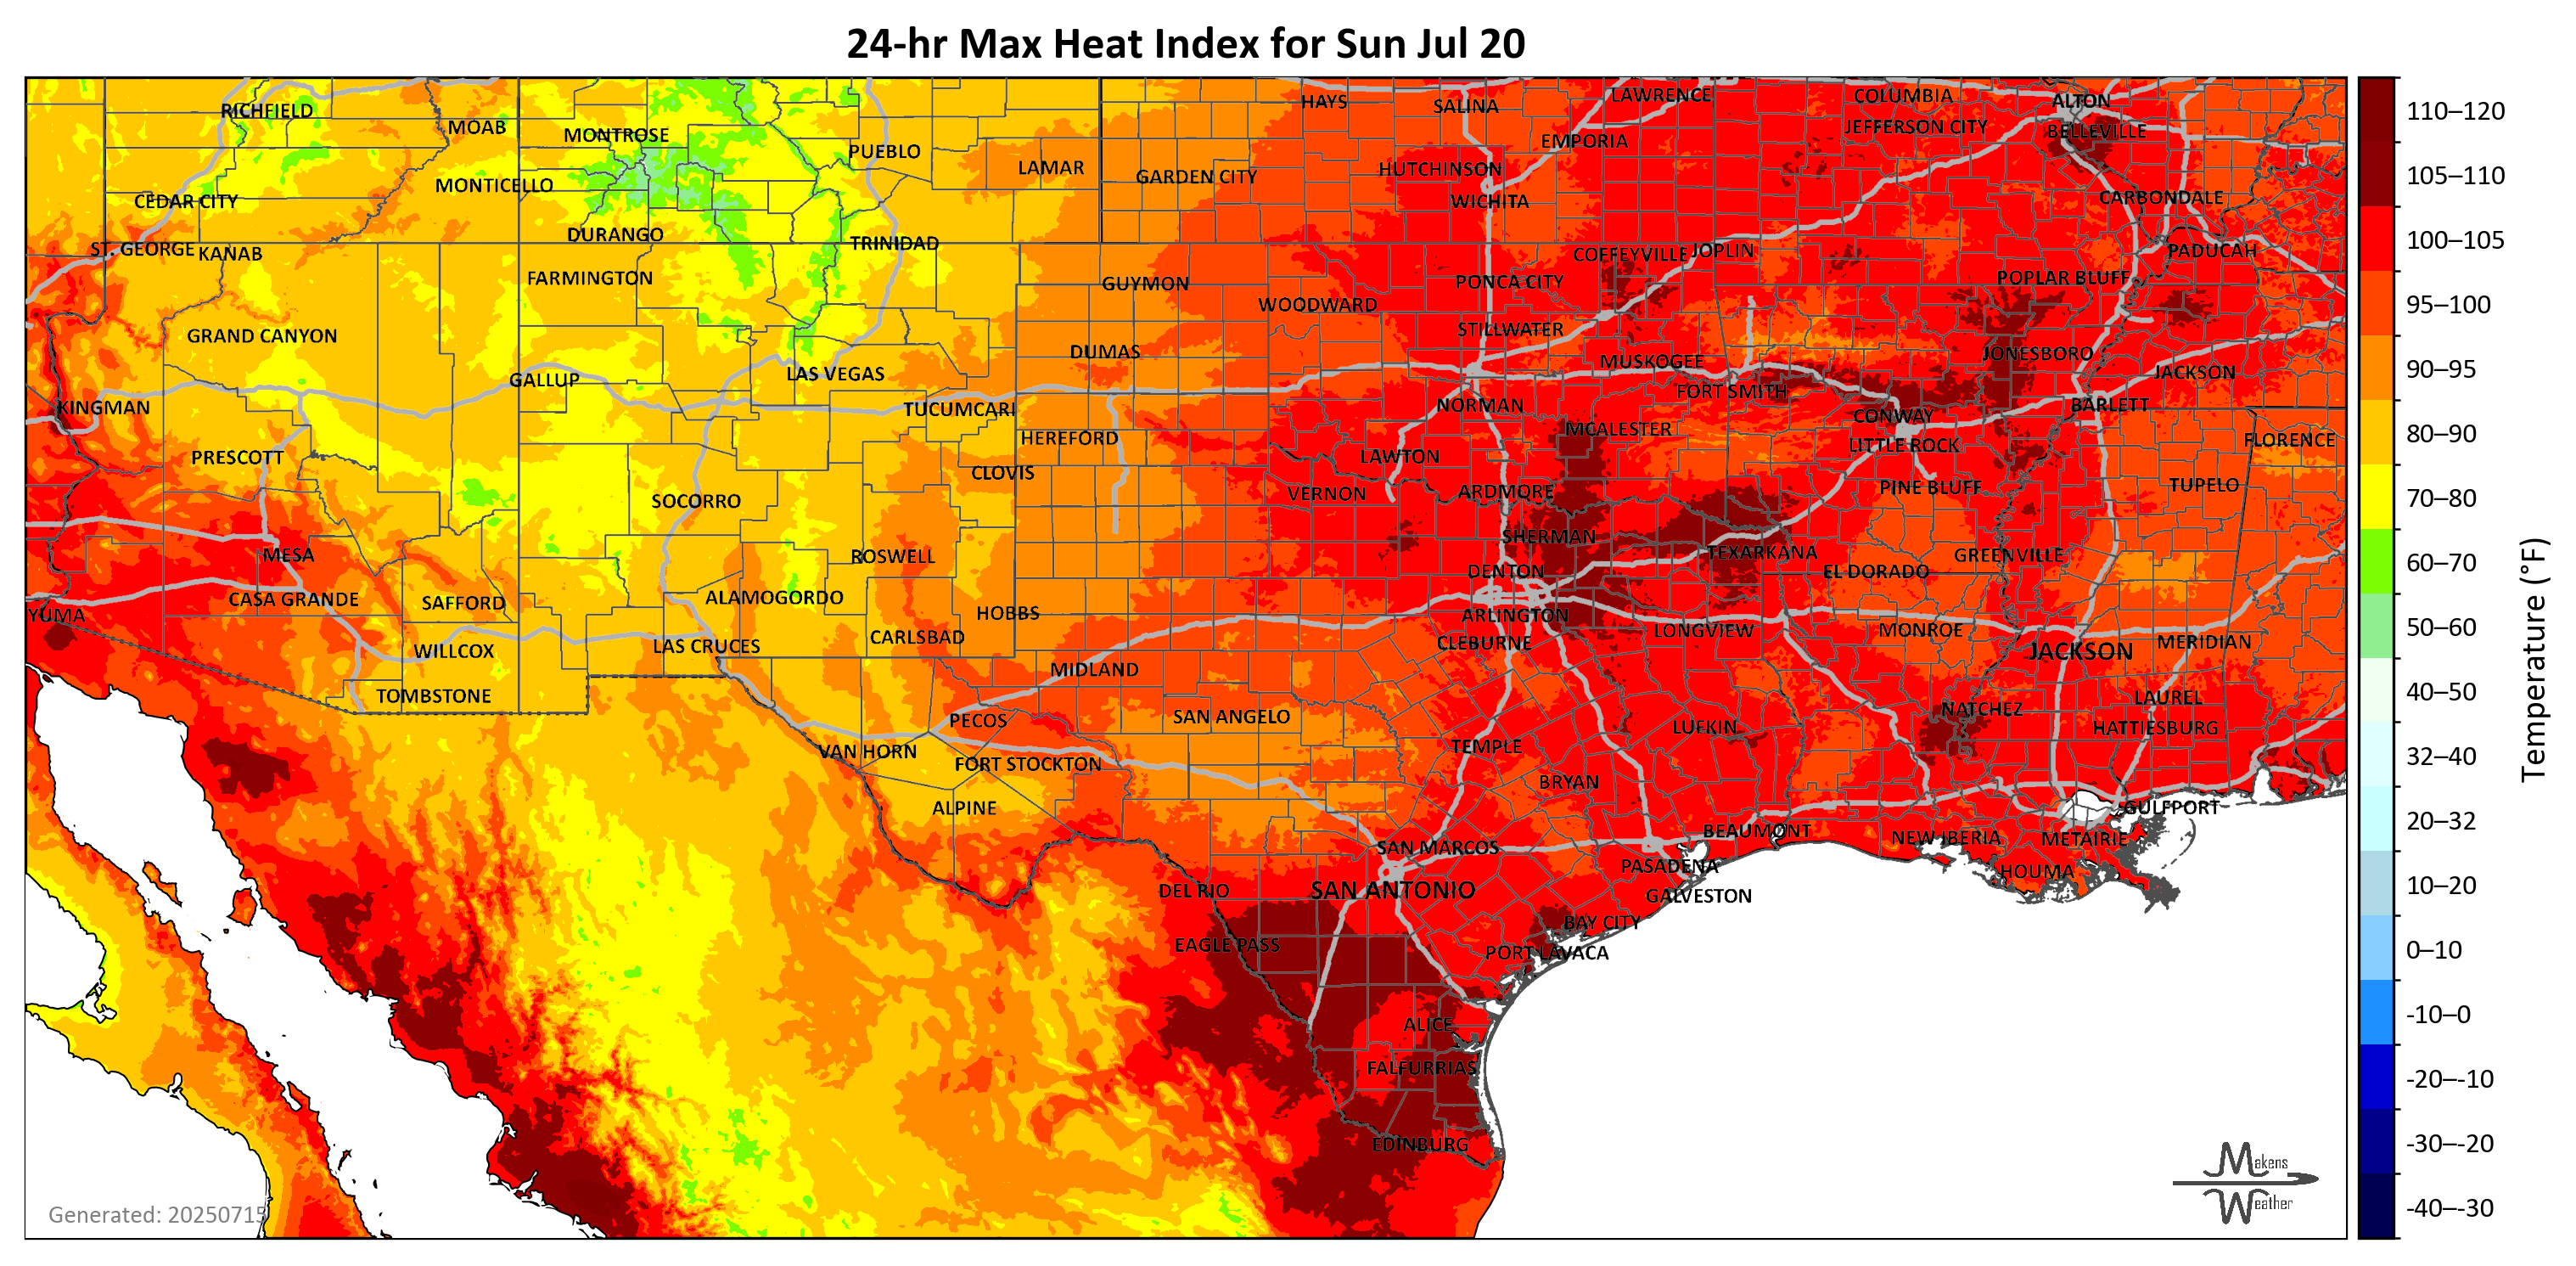 24-hr Max Heat Index for Sun Jul 20
RICHFIELD
MOAB
MONTROSE
PUEBLO
LAMAR
GARDEN CITY
HAYS
SALINA
LAWRENCE
EMPORIA
COLUMBIA
JEFFERSON CITY
ALTON
BELLEVILLE
HUTCHINSON
WICHITA
CEDAR CITY
MONTICELLO
CARBONDALE
ST. GEORGE
KANAB
DURANGO
TRINIDAD
COFFEYVILLE
JOPLIN
PADUCAH
FARMINGTON
GUYMON
PONCA CITY
POPLAR BLUFF
WOODWARD
GRAND CANYON
STILLWATER
DUMAS
MUSKOGEE
JONESBORO
GALLUP
LAS VEGAS
FORT SMITH
JACKSON
KINGMAN
TUCUMCARI
NORMAN
CONWAY
BARLETT
HEREFORD
MCALESTER
LITTLE ROCK
FLORENCE
PRESCOTT
CLOVIS
LAWTON
SOCORRO
VERNON
ARDMORE
PINE BLUFF
TUPELO
MESA
ROSWELL
SHERMAN
TEXARKANA
GREENVILLE
DENTON
EL DORADO
CASA GRANDE
SAFFORD
ALAMOGORDO
HOBBS
YUMA
ARLINGTON
LONGVIEW
MONROE
WILLCOX
LAS CRUCES
CARLSBAD
CLEBURNE
JACKSON
MERIDIAN
MIDLAND
TOMBSTONE
PECOS
SAN ANGELO
LUFKIN
NATCHEZ
LAUREL
HATTIESBURG
VAN HORN
FORT STOCKTON
TEMPLE
BRYAN
ALPINE
GULFPORT
SAN MARCOS
BEAUMONT
NEW IBERIA
METAIRIE
PASADENA
HOUMA
DEL RIO
SAN ANTONIO
GALVESTON
BAY CITY
EAGLE PASS
PORT LAVACA
ALICE
FALFURRIAS
EDINBURG
Generated: 20250715
Makens
Weather
110–120
105–110
100–105
95–100
90–95
80–90
70–80
60–70
50–60
40–50
32–40
20–32
10–20
0–10
-10–0
-20–-10
-30–-20
-40–-30
Temperature (°F)